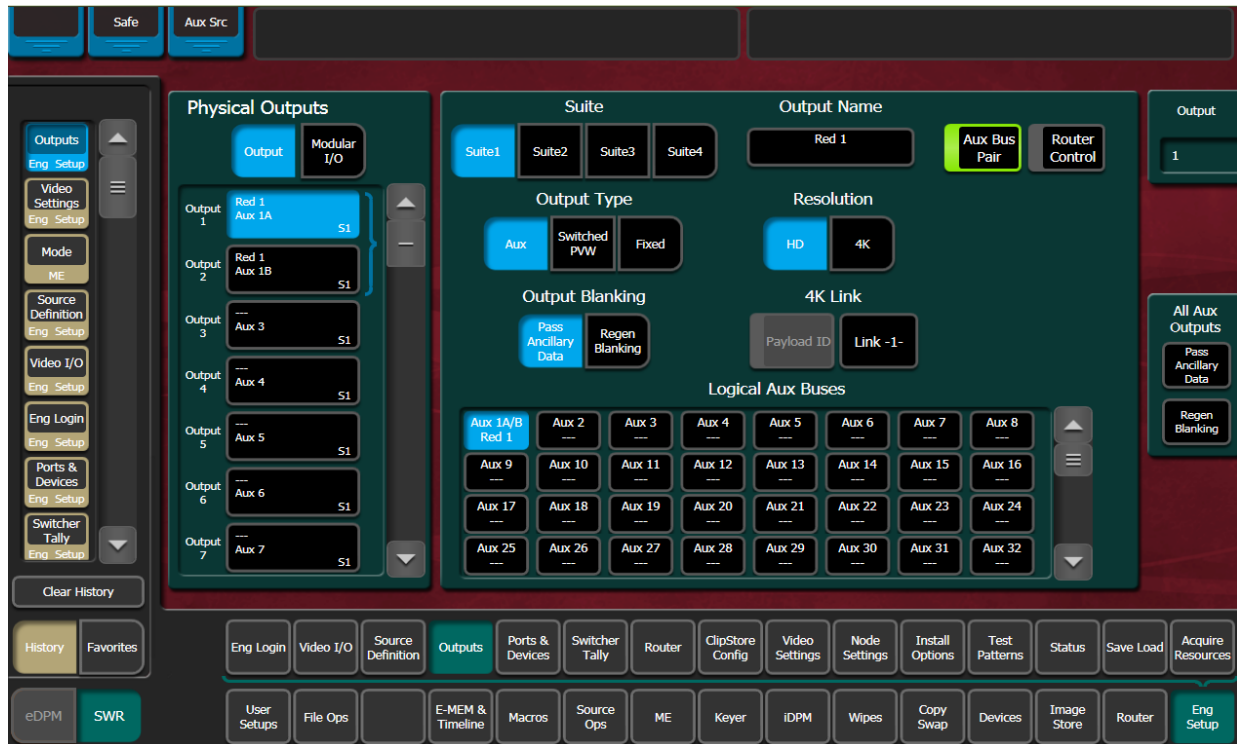 Safe
Aux Src
Outputs
Eng Setup
Video
Settings
Eng Setup
Mode
ME
Source
Definition
Eng Setup
Video I/O
Eng Setup
Eng Login
Eng Setup
Ports &
Devices
Eng Setup
Switcher
Tally
Eng Setup
Clear History
History
Favorites
eDPM
SWR
Physical Outputs
Output
Modular
I/O
Output
1
Red 1
Aux 1A
S1
Output
2
Red 1
Aux 1B
S1
Output
3
---
Aux 3
S1
Output
4
---
Aux 4
S1
Output
5
---
Aux 5
S1
Output
6
---
Aux 6
S1
Output
7
---
Aux 7
S1
Suite
Suite1
Suite2
Suite3
Suite4
Output Name
Red 1
Aux Bus
Pair
Router
Control
Output Type
Aux
Switched
PVW
Fixed
Resolution
HD
4K
Output Blanking
Pass
Ancillary
Data
Regen
Blanking
4K Link
Payload ID
Link -1-
Logical Aux Buses
Aux 1A/B
Red 1
Aux 2
---
Aux 3
---
Aux 4
---
Aux 5
---
Aux 6
---
Aux 7
---
Aux 8
---
Aux 9
---
Aux 10
---
Aux 11
---
Aux 12
---
Aux 13
---
Aux 14
---
Aux 15
---
Aux 16
---
Aux 17
---
Aux 18
---
Aux 19
---
Aux 20
---
Aux 21
---
Aux 22
---
Aux 23
---
Aux 24
---
Aux 25
---
Aux 26
---
Aux 27
---
Aux 28
---
Aux 29
---
Aux 30
---
Aux 31
---
Aux 32
---
Output
1
All Aux
Outputs
Pass
Ancillary
Data
Regen
Blanking
Eng Login
Video I/O
Source
Definition
Outputs
Ports &
Devices
Switcher
Tally
Router
ClipStore
Config
Video
Settings
Node
Settings
Install
Options
Test
Patterns
Status
Save Load
Acquire
Resources
User
Setups
File Ops
E-MEM &
Timeline
Macros
Source
Ops
ME
Keyer
iDPM
Wipes
Copy
Swap
Devices
Image
Store
Router
Eng
Setup